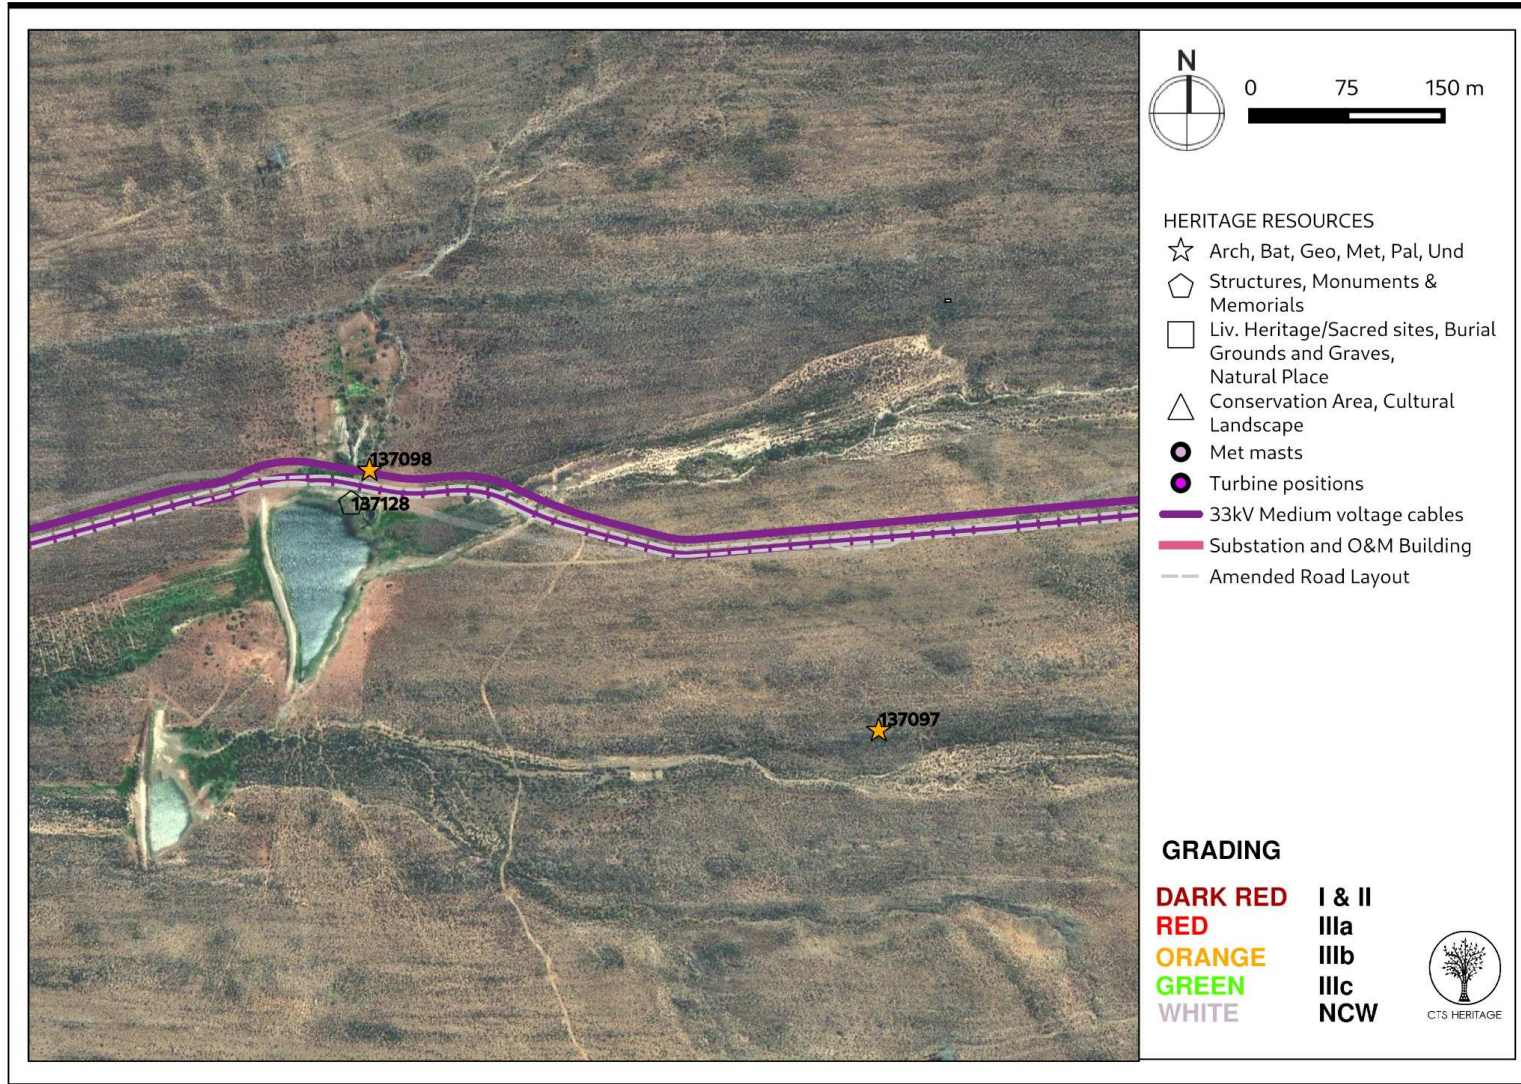 N
0 75 150 m
HERITAGE RESOURCES
Arch, Bat, Geo, Met, Pal, Und
Structures, Monuments &
Memorials
Liv. Heritage/Sacred sites, Burial
Grounds and Graves,
Natural Place
Conservation Area, Cultural
Landscape
Met masts
Turbine positions
33kV Medium voltage cables
Substation and O&M Building
Amended Road Layout
137098
137128
137097
GRADING
DARK RED I & II
RED IIIa
ORANGE IIIb
GREEN IIIc
WHITE NCW
CTS HERITAGE